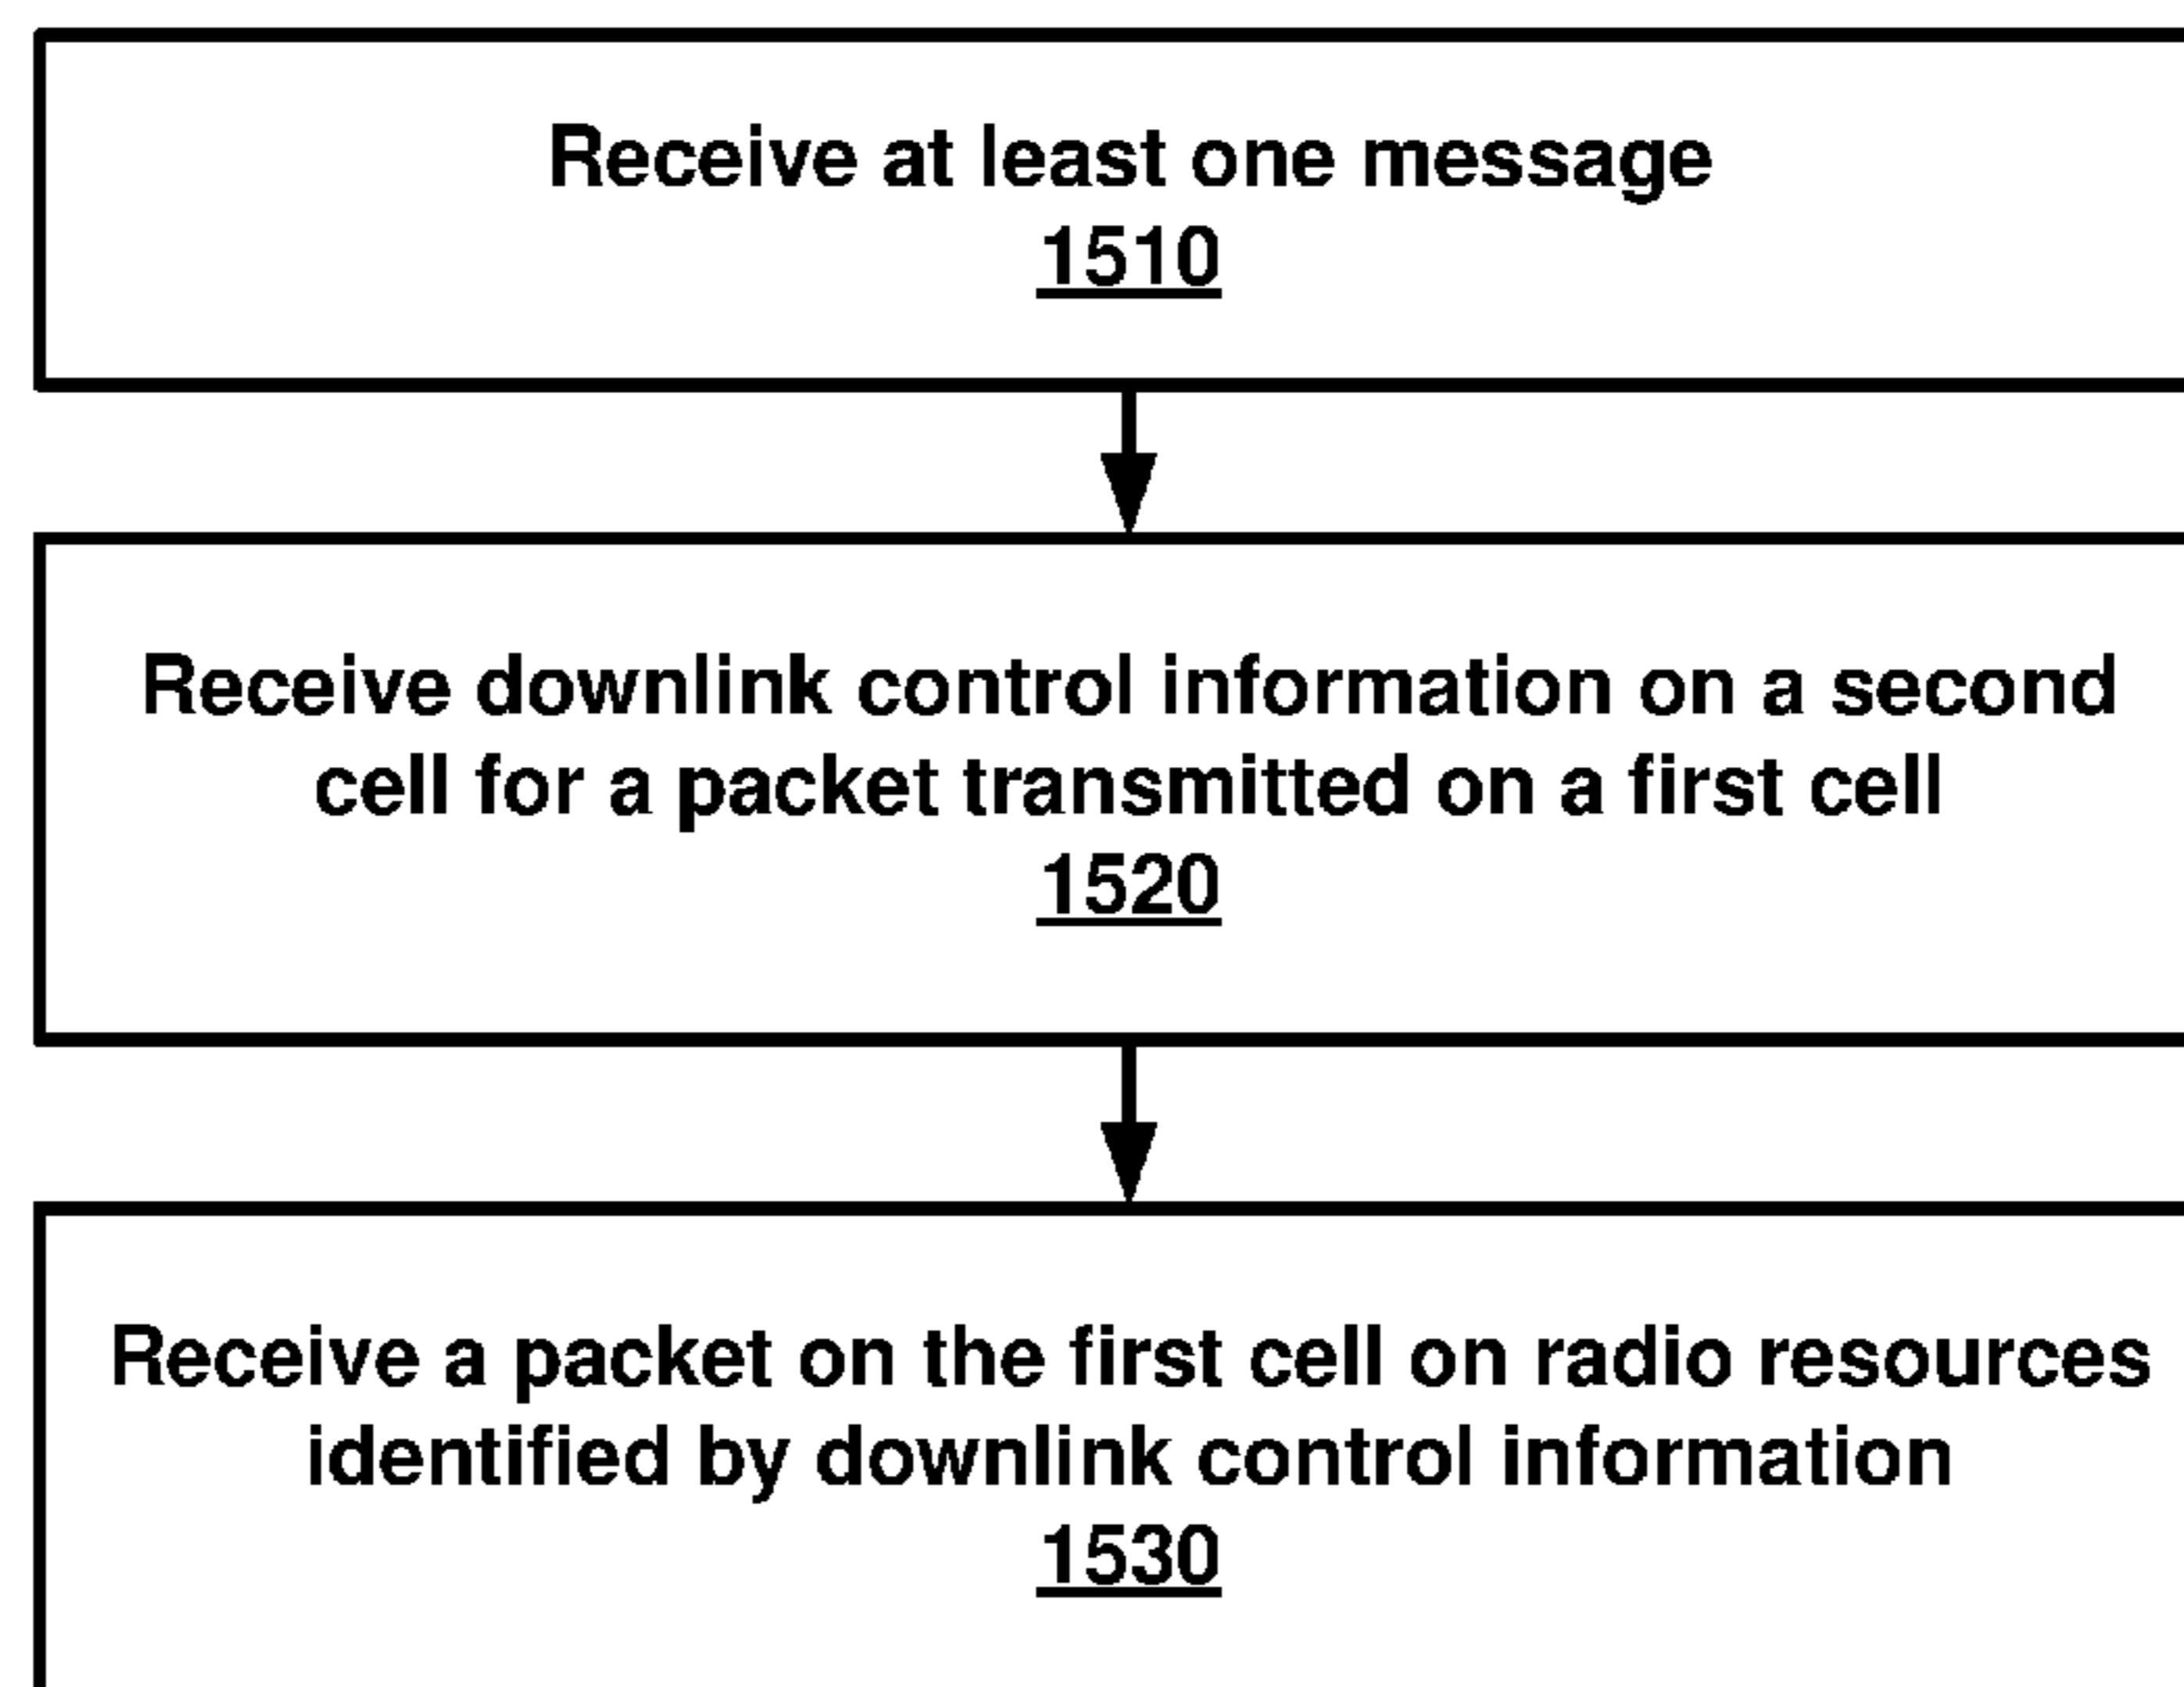 Receive at least one message
1510
Receive downlink control information on a second
cell for a packet transmitted on a first cell
1520
Receive a packet on the first cell on radio resources
identified by downlink control information
1530